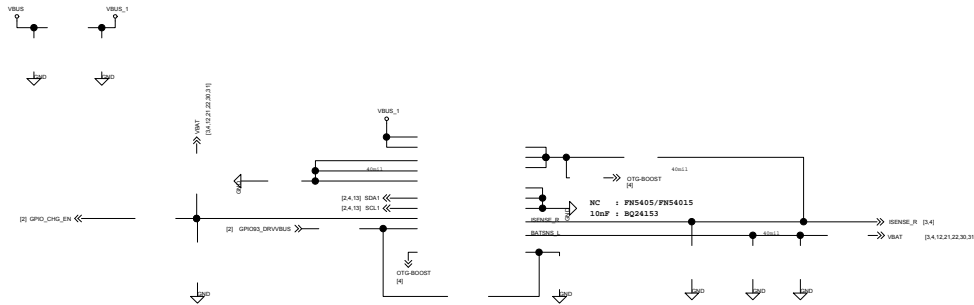 VBUS
VBUS_1
GND
GND
VBAT
[3,4,12,21,22,30,31]
VBUS_1
40mil
40mil
GND
OTG-BOOST
[4]
[2,4,13] SDA1
[2,4,13] SCL1
NC : FN5405/FN54015
10nF : BQ24153
GND
[2] GPIO_CHG_EN
ISENSE_R
ISENSE_R [3,4]
[2] GPIO93_DRVVBUS
BATSNS_L
40mil
VBAT [3,4,12,21,22,30,31
OTG-BOOST
[4]
GND
GND
GND
GND
GND